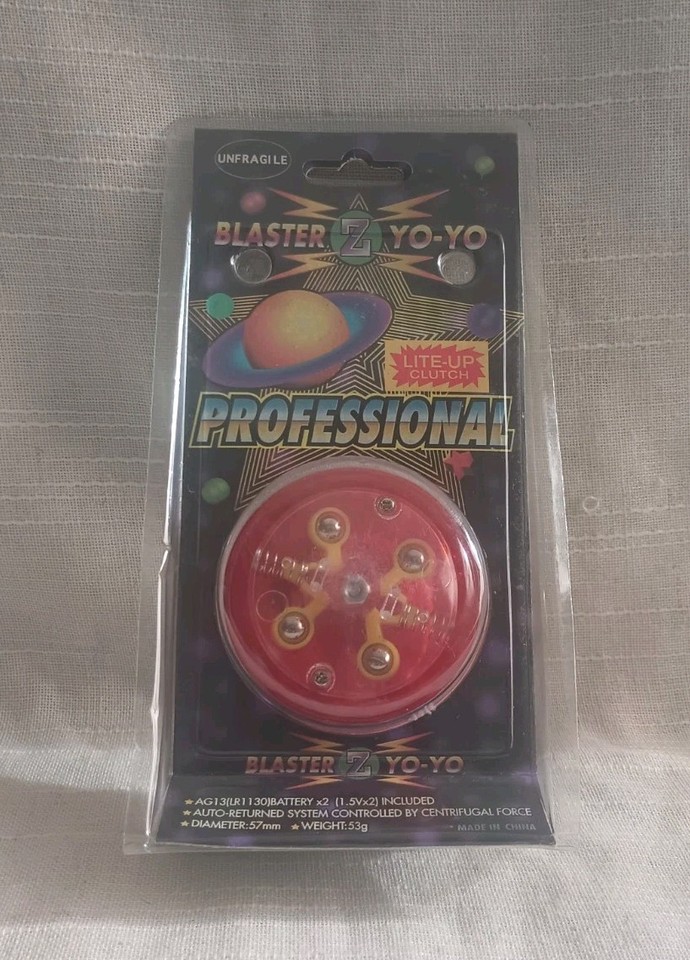 UNFRAGILE
BLASTER Z YO-YO
LITE-UP
CLUTCH
PROFESSIONAL
BLASTER Z YO-YO
★ AG13(LR1130)BATTERY x2 (1.5Vx2) INCLUDED
★ AUTO-RETURNED SYSTEM CONTROLLED BY CENTRIFUGAL FORCE
★ DIAMETER:57mm ★ WEIGHT:53g
* MADE IN CHINA